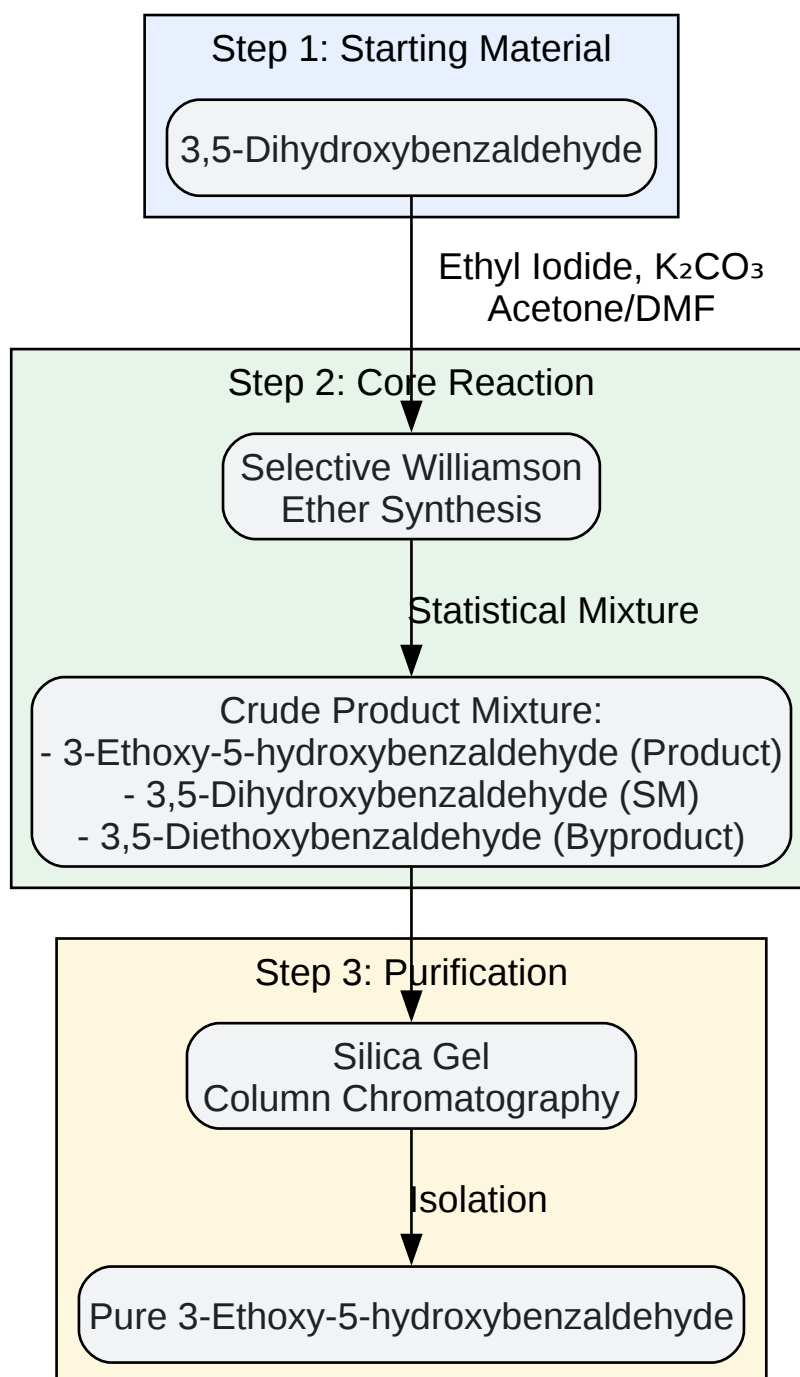 Step 1: Starting Material
3,5-Dihydroxybenzaldehyde
Ethyl Iodide, K₂CO₃
Acetone/DMF
Step 2: Core Reaction
Selective Williamson
Ether Synthesis
Statistical Mixture
Crude Product Mixture:
- 3-Ethoxy-5-hydroxybenzaldehyde (Product)
- 3,5-Dihydroxybenzaldehyde (SM)
- 3,5-Diethoxybenzaldehyde (Byproduct)
Step 3: Purification
Silica Gel
Column Chromatography
Isolation
Pure 3-Ethoxy-5-hydroxybenzaldehyde